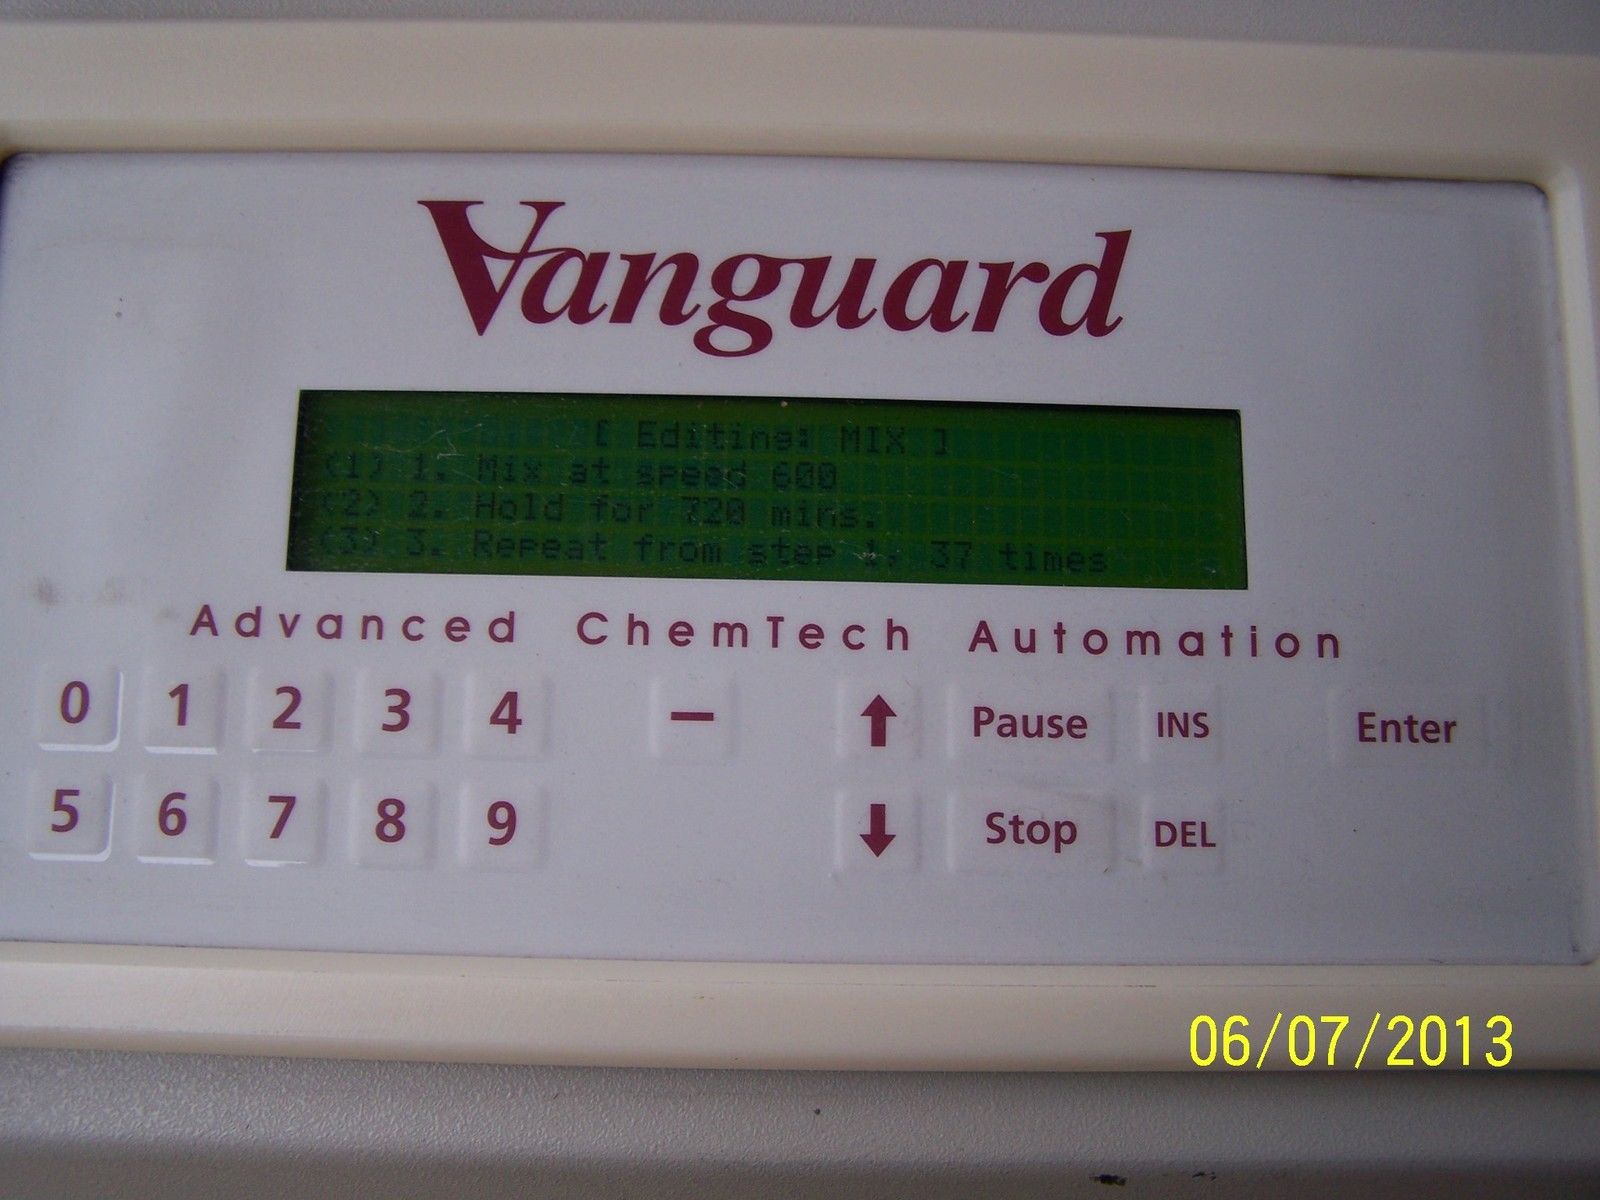 Vanguard
[ Editing: MIX ]
(1) 1. Mix at speed 600
(2) 2. Hold for 720 mins.
(3) 3. Repeat from step 1, 37 times
Advanced ChemTech Automation
0 1 2 3 4 – ↑ Pause INS Enter
5 6 7 8 9 ↓ Stop DEL
06/07/2013